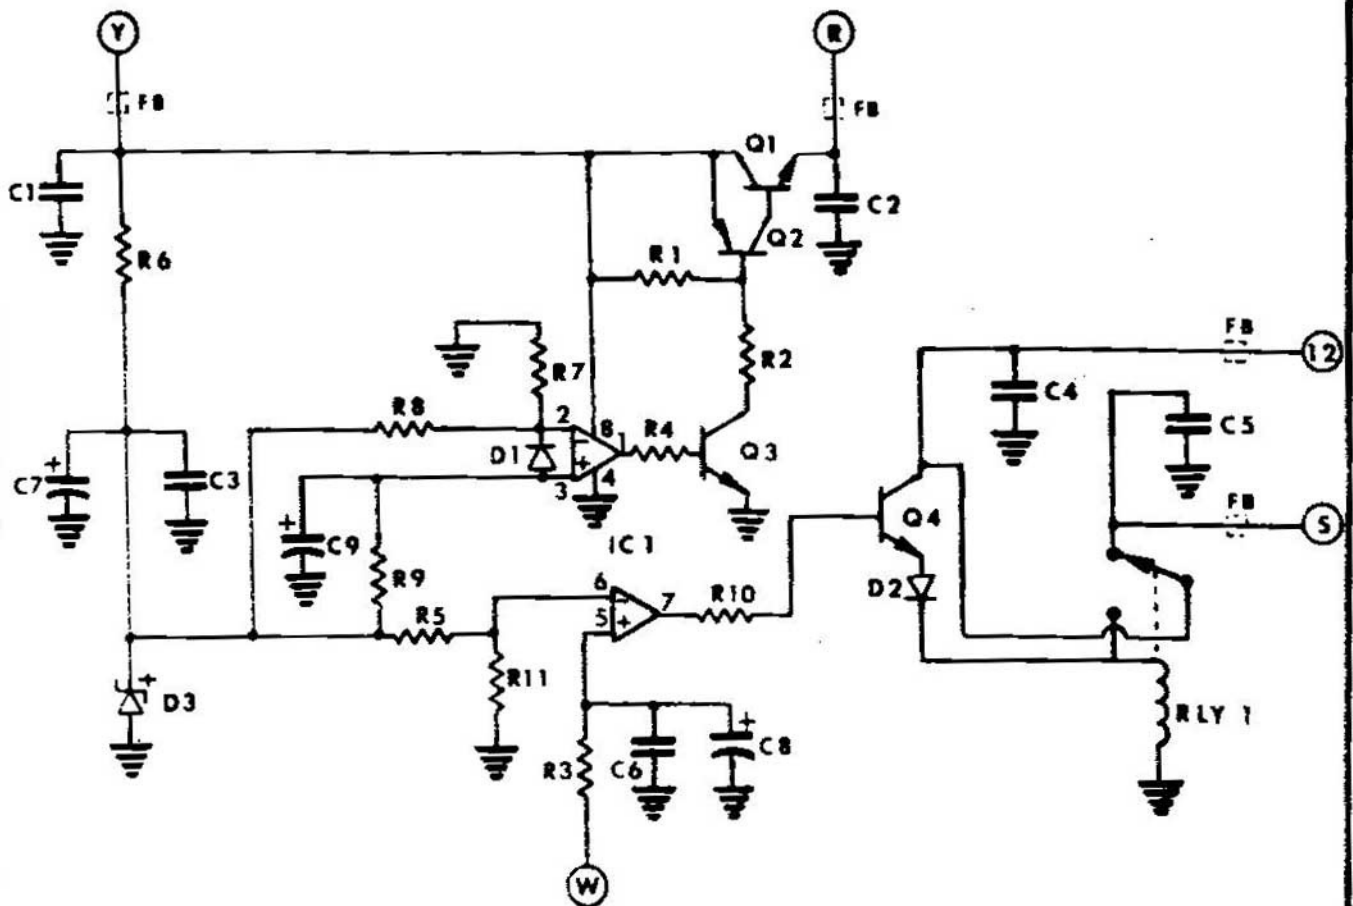 Y R
FB FB
Q1
C1 C2
Q2
R6 R1
FB
12
R7 R2
C4
R8 2 8 1 R4 C5
D1 - Q3
+
C7 + C3 3 4 FB
Q4 S
+ C9 IC1
R9 6 R10 D2
R5 - 7
5 +
R11
+ D3 RLY 1
+
R3 C6 C8
W